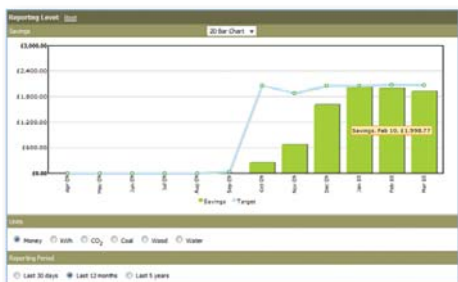 Reporting Level: Root
Savings
2D Bar Chart
£3,000.00
£2,400.00
£1,800.00
£1,200.00
£600.00
£0.00
Apr 09
May 09
Jun 09
Jul 09
Aug 09
Sep 09
Oct 09
Nov 09
Dec 09
Jan 10
Feb 10
Mar 10
Savings, Feb 10, £1,998.77
Savings Target
Units
Money kWh CO2 Coal Wood Water
Reporting Period
Last 30 days Last 12 months Last 5 years